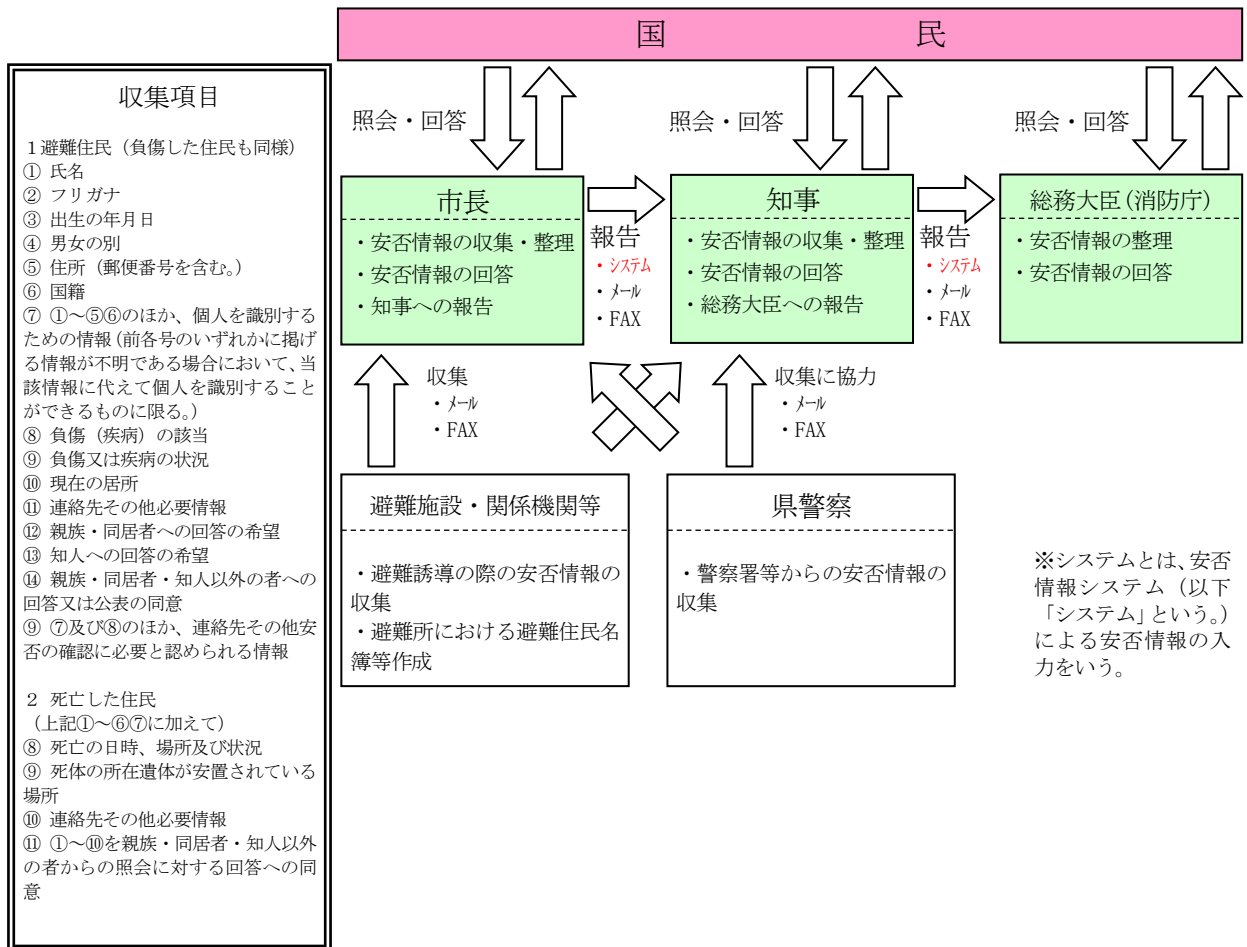 国　民
収集項目
1避難住民（負傷した住民も同様）
① 氏名
② フリガナ
③ 出生の年月日
④ 男女の別
⑤ 住所（郵便番号を含む。）
⑥ 国籍
⑦ ①～⑤⑥のほか、個人を識別する
ための情報（前各号のいずれかに掲げ
る情報が不明である場合において、当
該情報に代えて個人を識別すること
ができるものに限る。）
⑧ 負傷（疾病）の該当
⑨ 負傷又は疾病の状況
⑩ 現在の居所
⑪ 連絡先その他必要情報
⑫ 親族・同居者への回答の希望
⑬ 知人への回答の希望
⑭ 親族・同居者・知人以外の者への
回答又は公表の同意
⑨ ⑦及び⑧のほか、連絡先その他安
否の確認に必要と認められる情報
2 死亡した住民
（上記①～⑥⑦に加えて）
⑧ 死亡の日時、場所及び状況
⑨ 死体の所在遺体が安置されている
場所
⑩ 連絡先その他必要情報
⑪ ①～⑩を親族・同居者・知人以外
の者からの照会に対する回答への同
意
照会・回答
照会・回答
照会・回答
市長
・安否情報の収集・整理
・安否情報の回答
・知事への報告
報告
・システム
・メール
・FAX
知事
・安否情報の収集・整理
・安否情報の回答
・総務大臣への報告
報告
・システム
・メール
・FAX
総務大臣(消防庁)
・安否情報の整理
・安否情報の回答
収集
・メール
・FAX
収集に協力
・メール
・FAX
避難施設・関係機関等
・避難誘導の際の安否情報の
収集
・避難所における避難住民名
簿等作成
県警察
・警察署等からの安否情報の
収集
※システムとは、安否
情報システム（以下
「システム」という。）
による安否情報の入
力をいう。